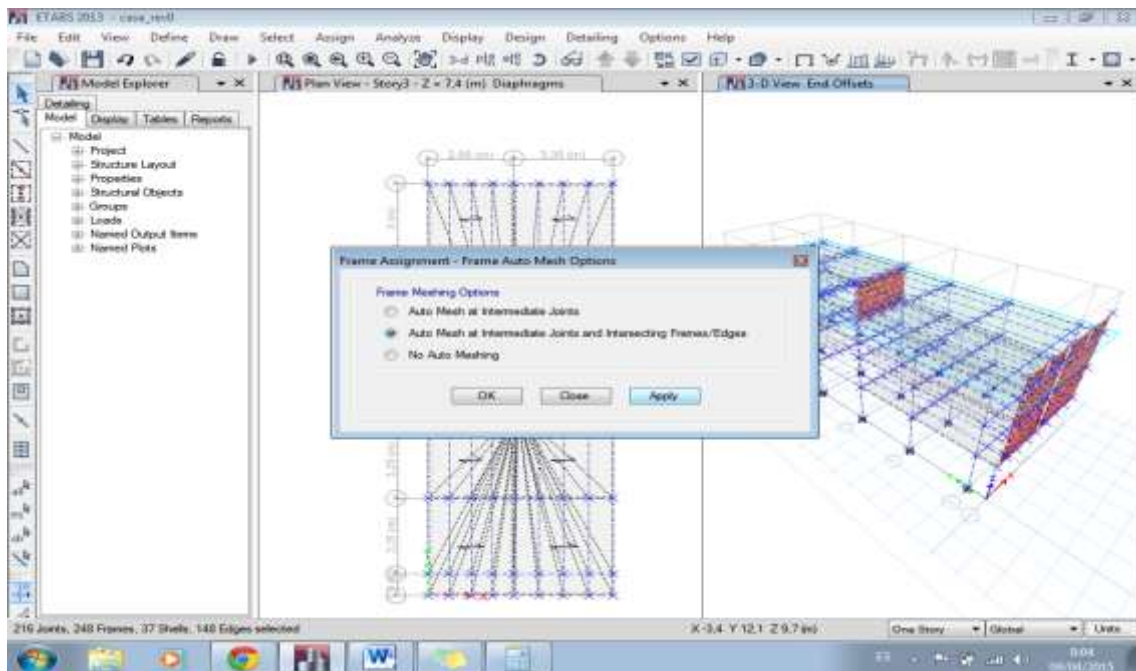 ETABS 2013 - casa_rev0
File Edit View Define Draw Select Assign Analyze Display Design Detailing Options Help
Model Explorer
Plan View - Story3 - Z = 7,4 (m) Diaphragms
3-D View End Offsets
Detailing
Model Display Tables Reports
Model
Project
Structure Layout
Properties
Structural Objects
Groups
Loads
Named Output Items
Named Plots
Frame Assignment - Frame Auto Mesh Options
Frame Meshing Options
Auto Mesh at Intermediate Joints
Auto Mesh at Intermediate Joints and Intersecting Frames/Edges
No Auto Meshing
OK Close Apply
216 Joints, 248 Frames, 37 Shells, 148 Edges selected
X -3,4 Y 12,1 Z 9,7 (m)
One Story Global Units